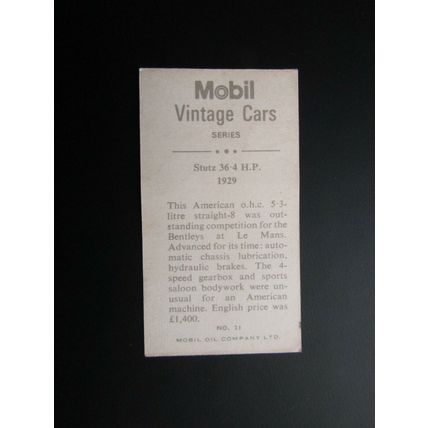 Mobil
Vintage Cars
SERIES
Stutz 36·4 H.P.
1929
This American o.h.c. 5·3-
litre straight-8 was out-
standing competition for the
Bentleys at Le Mans.
Advanced for its time: auto-
matic chassis lubrication,
hydraulic brakes. The 4-
speed gearbox and sports
saloon bodywork were un-
usual for an American
machine. English price was
£1,400.
NO. 21
MOBIL OIL COMPANY LTD.